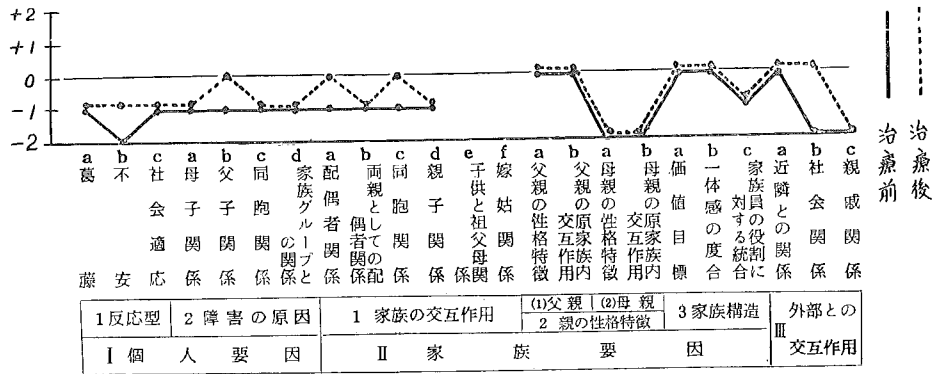 +2
+1
0
-1
-2
a 葛藤
b 不安
c 社会適応
a 母子関係
b 父子関係
c 同胞関係
d 家族グループとの関係
a 配偶者関係
b 両親としての配偶者関係
c 同胞関係
d 親子関係
e 子供と祖父母関係
f 嫁姑関係
a 父親の性格特徴
b 父親の原家族内交互作用
a 母親の性格特徴
b 母親の原家族内交互作用
a 価値目標
b 一体感の度合
c 家族員の役割に対する統合
a 近隣との関係
b 社会関係
c 親戚関係
治療前
治療後
1反応型
2障害の原因
1 家族の交互作用
(1)父親
(2)母親
2 親の性格特徴
3家族構造
Ⅰ個人要因
Ⅱ家族要因
Ⅲ外部との交互作用